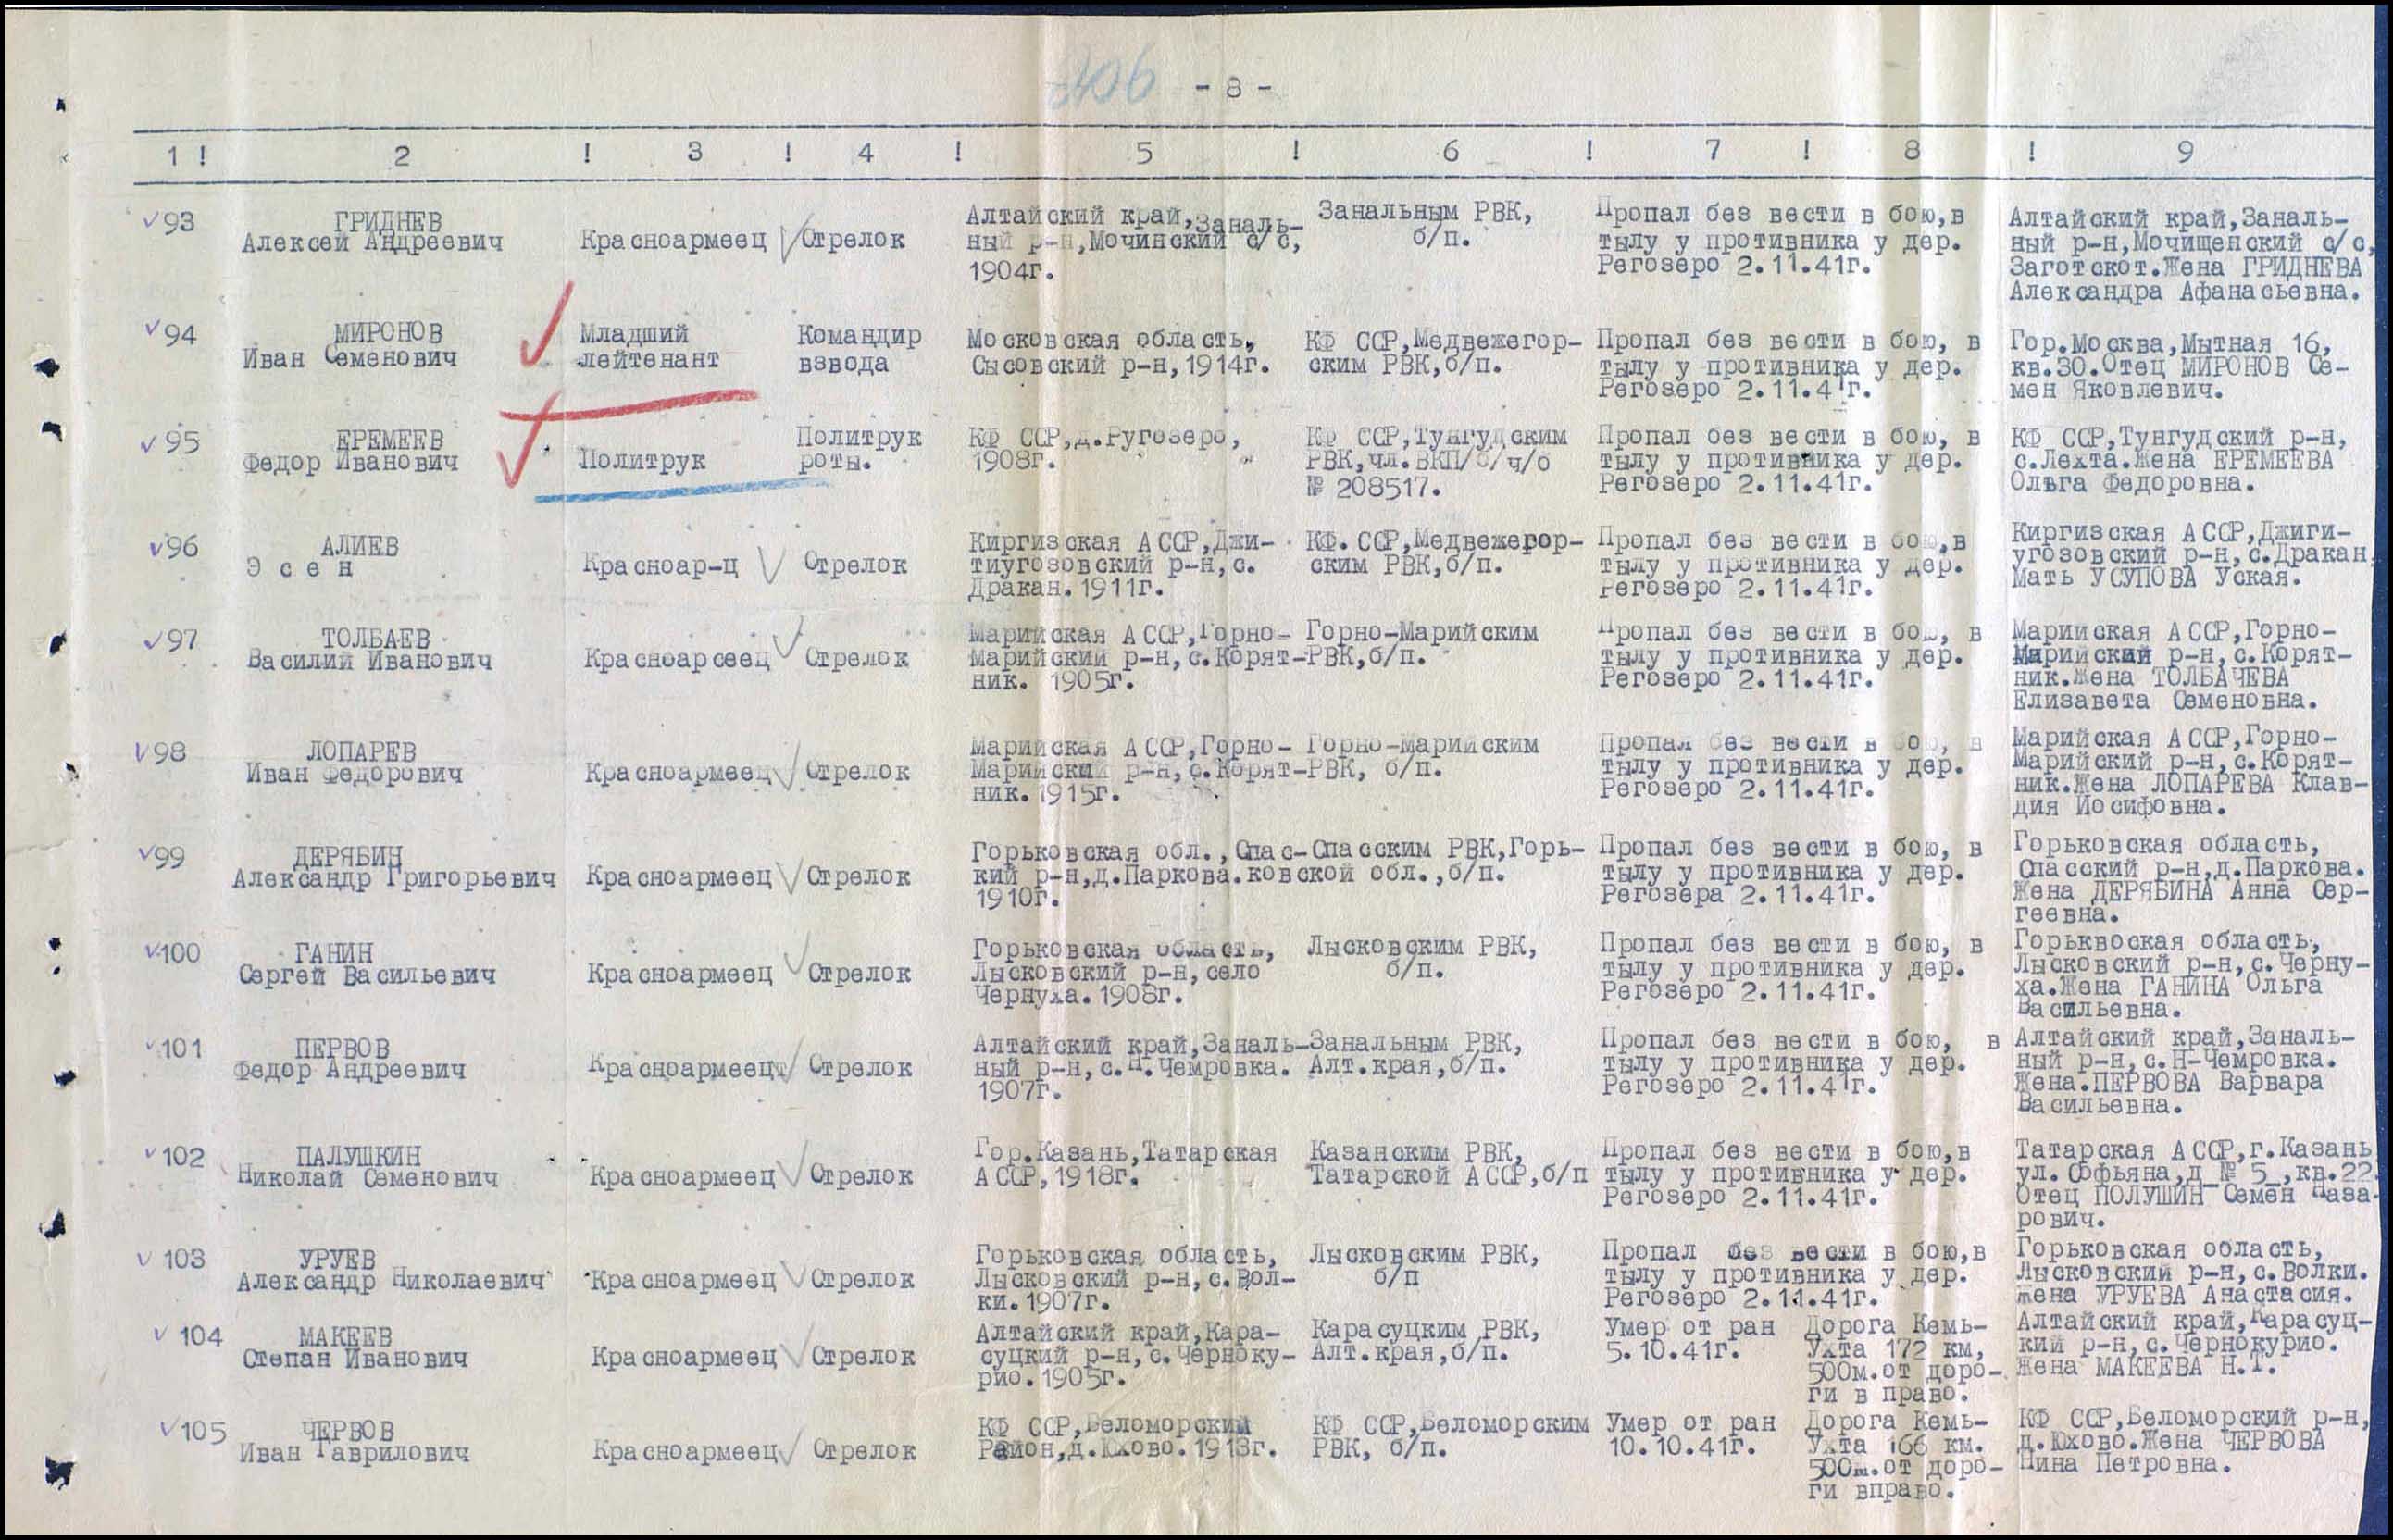 406 - 8 -
1 ! 2 ! 3 ! 4 ! 5 ! 6 ! 7 ! 8 ! 9
93 ГРИДНЕВ
Алексей Андреевич
Красноармеец
Стрелок
Алтайский край,Заналь-
ный р-н,Мочинский с/с,
1904г.
Занальным РВК,
б/п.
Пропал без вести в бою,в
тылу у противника у дер.
Регозеро 2.11.41г.
Алтайский край,Заналь-
ный р-н,Мочищенский с/с,
Заготскот.Жена ГРИДНЕВА
Александра Афанасьевна.
94 МИРОНОВ
Иван Семенович
Младший
лейтенант
Командир
взвода
Московская область,
Сысовский р-н,1914г.
КФ ССР,Медвежегор-
ским РВК,б/п.
Пропал без вести в бою, в
тылу у противника у дер.
Регозеро 2.11.41г.
Гор.Москва,Мытная 16,
кв.30.Отец МИРОНОВ Се-
мен Яковлевич.
95 ЕРЕМЕЕВ
Федор Иванович
Политрук
Политрук
роты.
КФ ССР,д.Ругозеро,
1908г.
КФ ССР,Тунгудским
РВК,чл.ВКП/б/ч/б
№ 208517.
Пропал без вести в бою, в
тылу у противника у дер.
Регозеро 2.11.41г.
КФ ССР,Тунгудский р-н,
с.Лехта.Жена ЕРЕМЕЕВА
Ольга Федоровна.
96 АЛИЕВ
Э с е н
Красноар-ц
Стрелок
Киргизская АССР,Джи-
тиугозовский р-н,с.
Дракан.1911г.
КФ.ССР,Медвежегор-
ским РВК,б/п.
Пропал без вести в бою,в
тылу у противника у дер.
Регозеро 2.11.41г.
Киргизская АССР,Джиги-
угозовский р-н,с.Дракан,
Мать УСУПОВА Уская.
97 ТОЛБАЕВ
Василий Иванович
Красноарсеец
Стрелок
Марийская АССР,Горно-
Марийский р-н,с.Корят-
ник. 1905г.
Горно-Марийским
РВК,б/п.
Пропал без вести в бою, в
тылу у противника у дер.
Регозеро 2.11.41г.
Марийская АССР,Горно-
Марийский р-н,с.Корят-
ник.Жена ТОЛБАЧЕВА
Елизавета Семеновна.
98 ЛОПАРЕВ
Иван Федорович
Красноармеец
Стрелок
Марийская АССР,Горно-
Марийский р-н,с.Корят-
ник.1915г.
Горно-Марийским
РВК, б/п.
Пропал без вести в бою, в
тылу у противника у дер.
Регозеро 2.11.41г.
Марийская АССР,Горно-
Марийский р-н,с.Корят-
ник.Жена ЛОПАРЕВА Клав-
дия Иосифовна.
99 ДЕРЯБИН
Александр Григорьевич
Красноармеец
Стрелок
Горьковская обл.,Спас-
кий р-н,д.Паркова.
1910г.
Спасским РВК,Горь-
ковской обл.,б/п.
Пропал без вести в бою, в
тылу у противника у дер.
Регозера 2.11.41г.
Горьковская область,
Спасский р-н,д.Паркова.
Жена ДЕРЯБИНА Анна Сер-
геевна.
100 ГАНИН
Сергей Васильевич
Красноармеец
Стрелок
Горьковская область,
Лысковский р-н,село
Чернуха.1908г.
Лысковским РВК,
б/п.
Пропал без вести в бою, в
тылу у противника у дер.
Регозеро 2.11.41г.
Горьквоская область,
Лысковский р-н,с.Черну-
ха.Жена ГАНИНА Ольга
Васильевна.
101 ПЕРВОВ
Федор Андреевич
Красноармеец
Стрелок
Алтайский край,Заналь-
ный р-н,с.Н.Чемровка.
1907г.
Занальным РВК,
Алт.края,б/п.
Пропал без вести в бою, в
тылу у противника у дер.
Регозеро 2.11.41г.
Алтайский край,Заналь-
ный р-н,с.Н-Чемровка.
Жена.ПЕРВОВА Варвара
Васильевна.
102 ПАЛУШКИН
Николай Семенович
Красноармеец
Стрелок
Гор.Казань,Татарская
АССР,1918г.
Казанским РВК,
Татарской АССР,б/п
Пропал без вести в бою,в
тылу у противника у дер.
Регозеро 2.11.41г.
Татарская АССР,г.Казань
ул.Софьяна,д № 5 ,кв.22.
Отец ПОЛУШИН Семен Наза-
рович.
103 УРУЕВ
Александр Николаевич
Красноармеец
Стрелок
Горьковская область,
Лысковский р-н,с.Вол-
ки.1907г.
Лысковским РВК,
б/п
Пропал без вести в бою,в
тылу у противника у дер.
Регозеро 2.11.41г.
Горьковская область,
Лысковский р-н,с.Волки.
Жена УРУЕВА Анастасия.
104 МАКЕЕВ
Степан Иванович
Красноармеец
Стрелок
Алтайский край,Кара-
суцкий р-н,с.Черноку-
рио.1905г.
Карасуцким РВК,
Алт.края,б/п.
Умер от ран
5.10.41г.
Дорога Кемь-
Ухта 172 км,
500м.от доро-
ги в право.
Алтайский край,Карасуц-
кий р-н,с.Чернокурио.
Жена МАКЕЕВА Н.Т.
105 ЧЕРВОВ
Иван Гаврилович
Красноармеец
Стрелок
КФ ССР,Беломорский
Район,д.Юхово.1913г.
КФ ССР,Беломорским
РВК, б/п.
Умер от ран
10.10.41г.
Дорога Кемь-
Ухта 166 км.
500м.от доро-
ги вправо.
КФ ССР,Беломорский р-н,
д.Юхово.Жена ЧЕРВОВА
Нина Петровна.